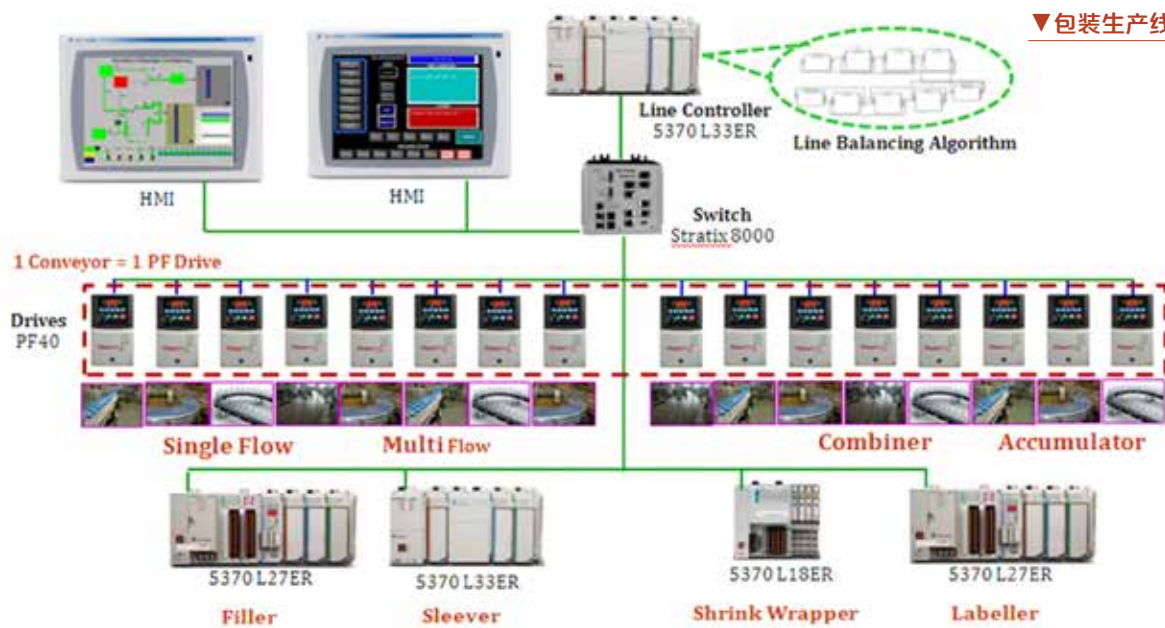 ▼包装生产线
Line Controller
5370 L33ER
Line Balancing Algorithm
HMI
HMI
Switch
Stratix 8000
1 Conveyor = 1 PF Drive
Drives
PF40
Single Flow
Multi Flow
Combiner
Accumulator
5370 L27ER
5370 L33ER
5370 L18ER
5370 L27ER
Filler
Sleever
Shrink Wrapper
Labeller